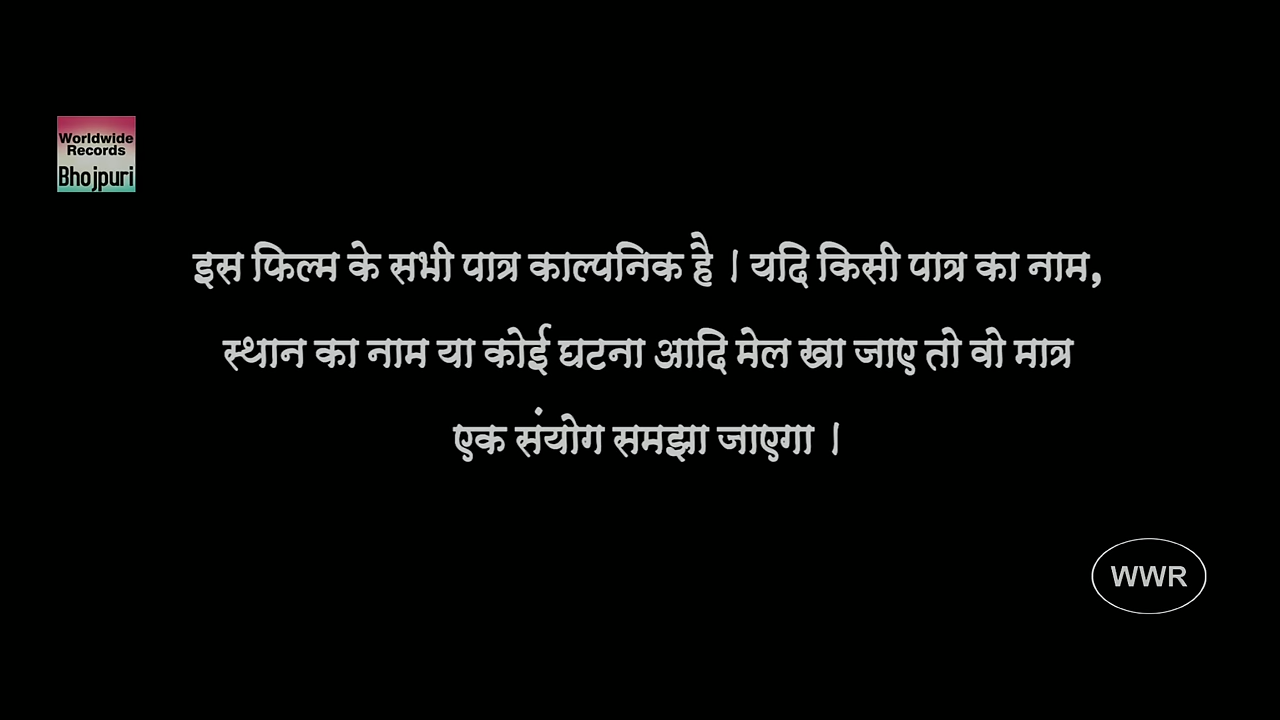 Worldwide
Records
Bhojpuri
इस फिल्म के सभी पात्र काल्पनिक है । यदि किसी पात्र का नाम,
स्थान का नाम या कोई घटना आदि मेल खा जाए तो वो मात्र
एक संयोग समझा जाएगा ।
WWR